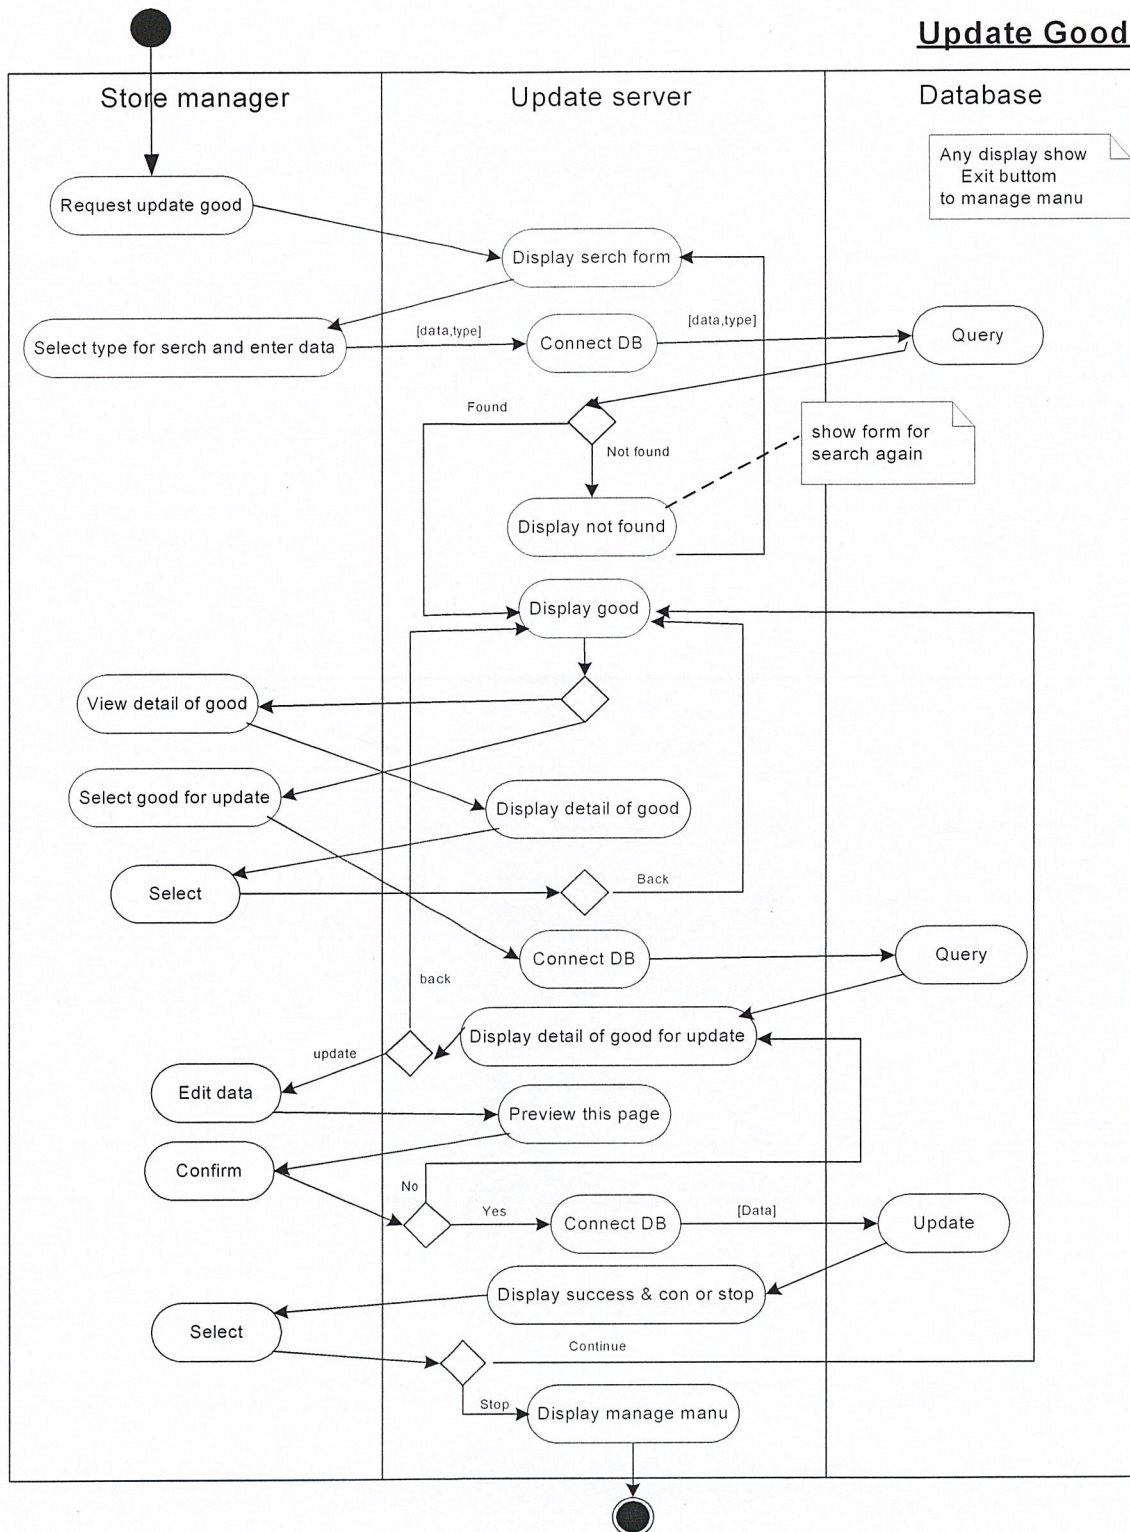 Update Good
Store manager
Update server
Database
Any display show
Exit buttom
to manage manu
Request update good
Display serch form
[data,type]
[data,type]
Select type for serch and enter data
Connect DB
Query
Found
Not found
show form for
search again
Display not found
Display good
View detail of good
Select good for update
Display detail of good
Select
Back
Connect DB
Query
back
Display detail of good for update
update
Edit data
Preview this page
Confirm
No
Yes
Connect DB
[Data]
Update
Display success & con or stop
Select
Continue
Stop
Display manage manu